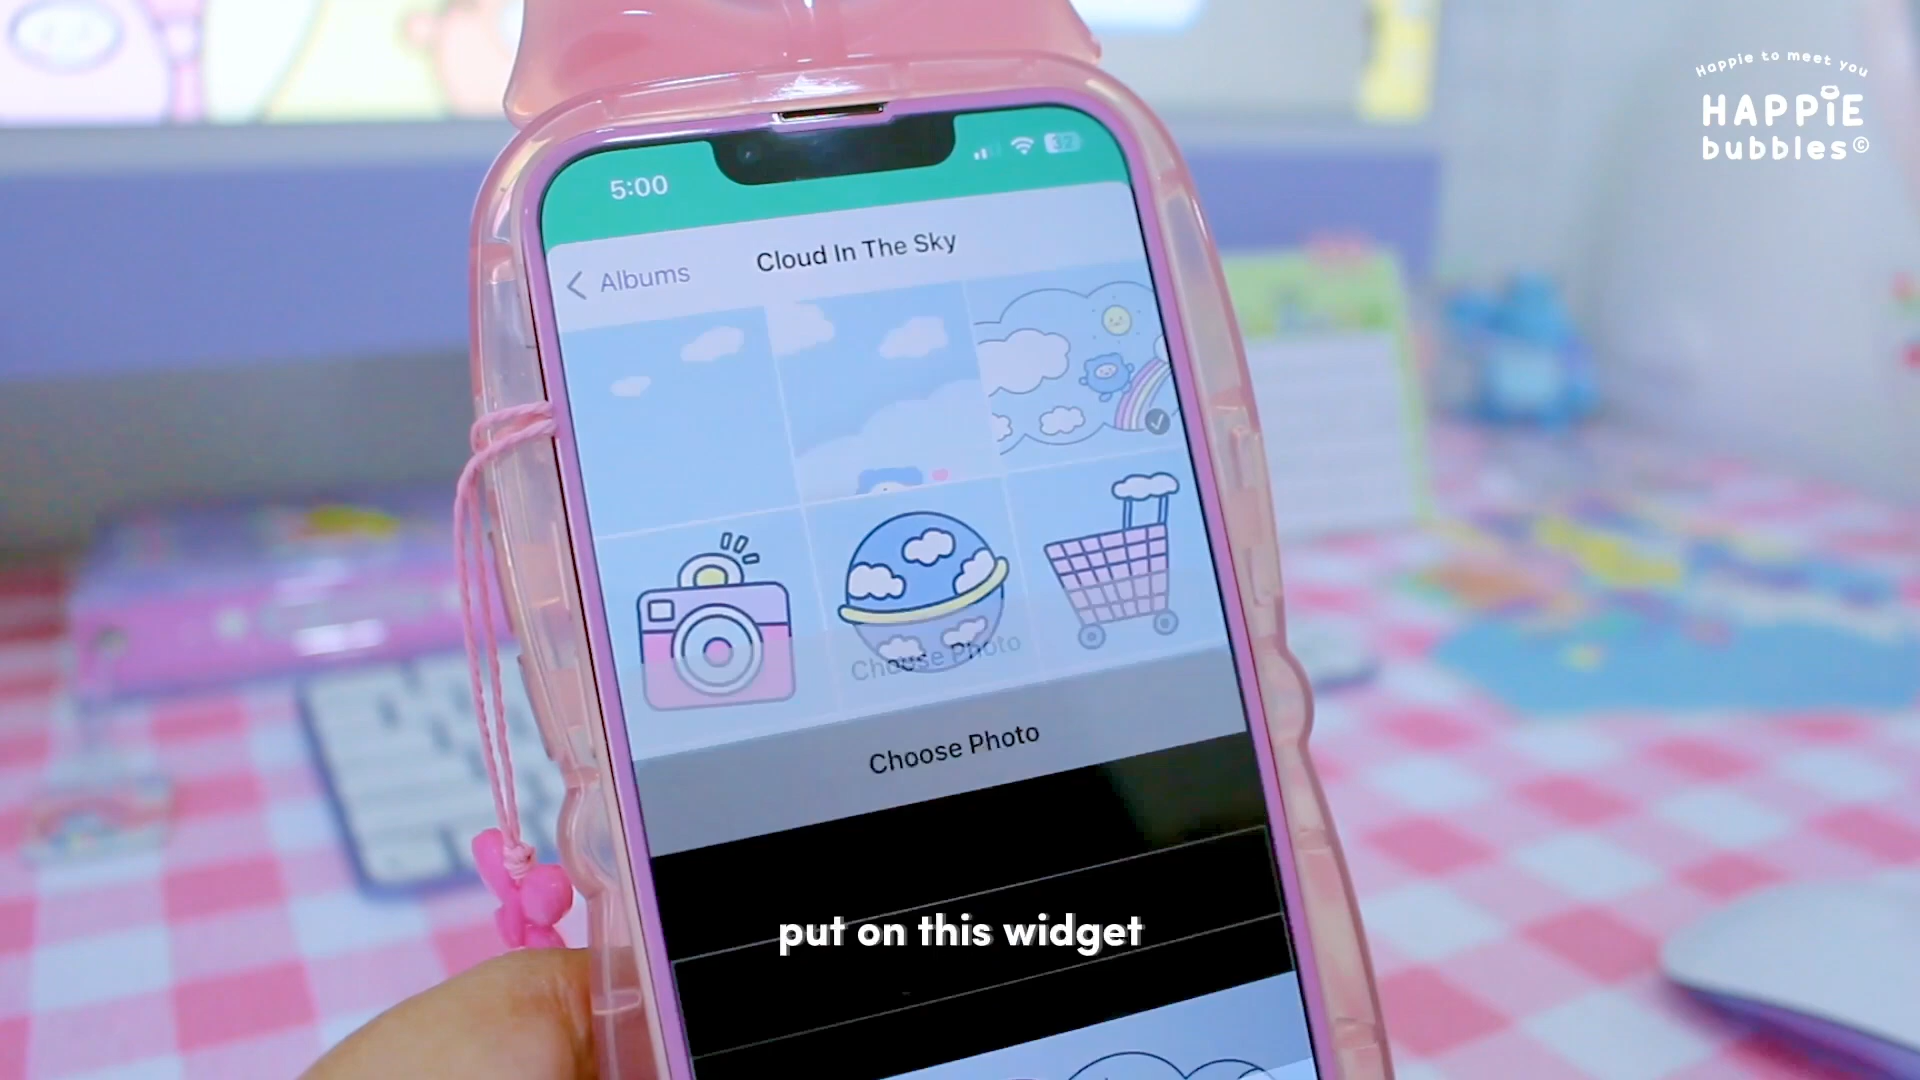 Happie to meet you
HAPPiE
bubbles©
5:00
32
Albums
Cloud In The Sky
Choose Photo
Choose Photo
put on this widget